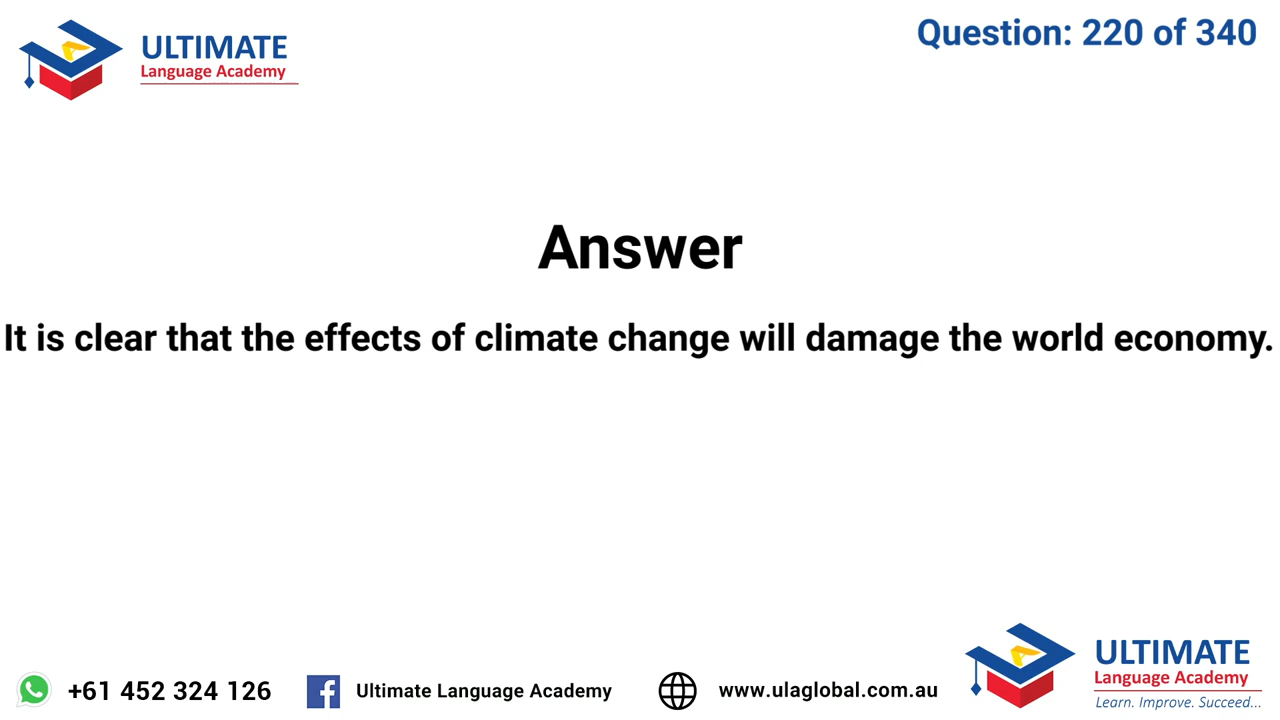 ULTIMATE
Language Academy
Question: 220 of 340
Answer
It is clear that the effects of climate change will damage the world economy.
+61 452 324 126
Ultimate Language Academy
www.ulaglobal.com.au
ULTIMATE
Language Academy
Learn. Improve. Succeed...